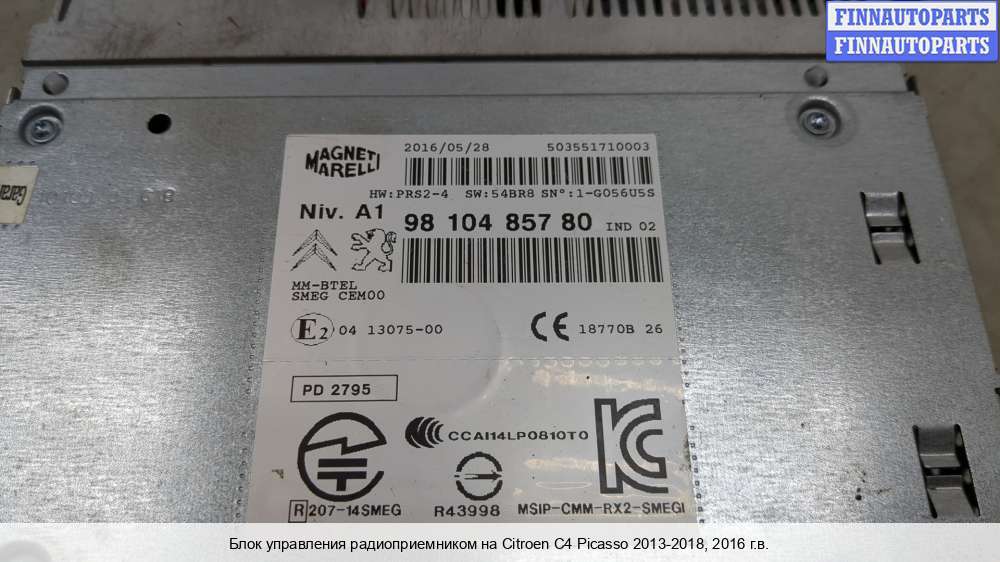 FINNAUTOPARTS
FINNAUTOPARTS
MAGNETI
MARELLI
2016/05/28 503551710003
HW:PRS2-4 SW:54BR8 SN°:1-G056U5S
Niv. A1
98 104 857 80 IND 02
MM-BTEL
SMEG CEM00
E2 04 13075-00
CE 18770B 26
PD 2795
CCAI14LP0810T0
R 207-14SMEG
R43998
MSIP-CMM-RX2-SMEGI
Garan
Блок управления радиоприемником на Citroen C4 Picasso 2013-2018, 2016 г.в.